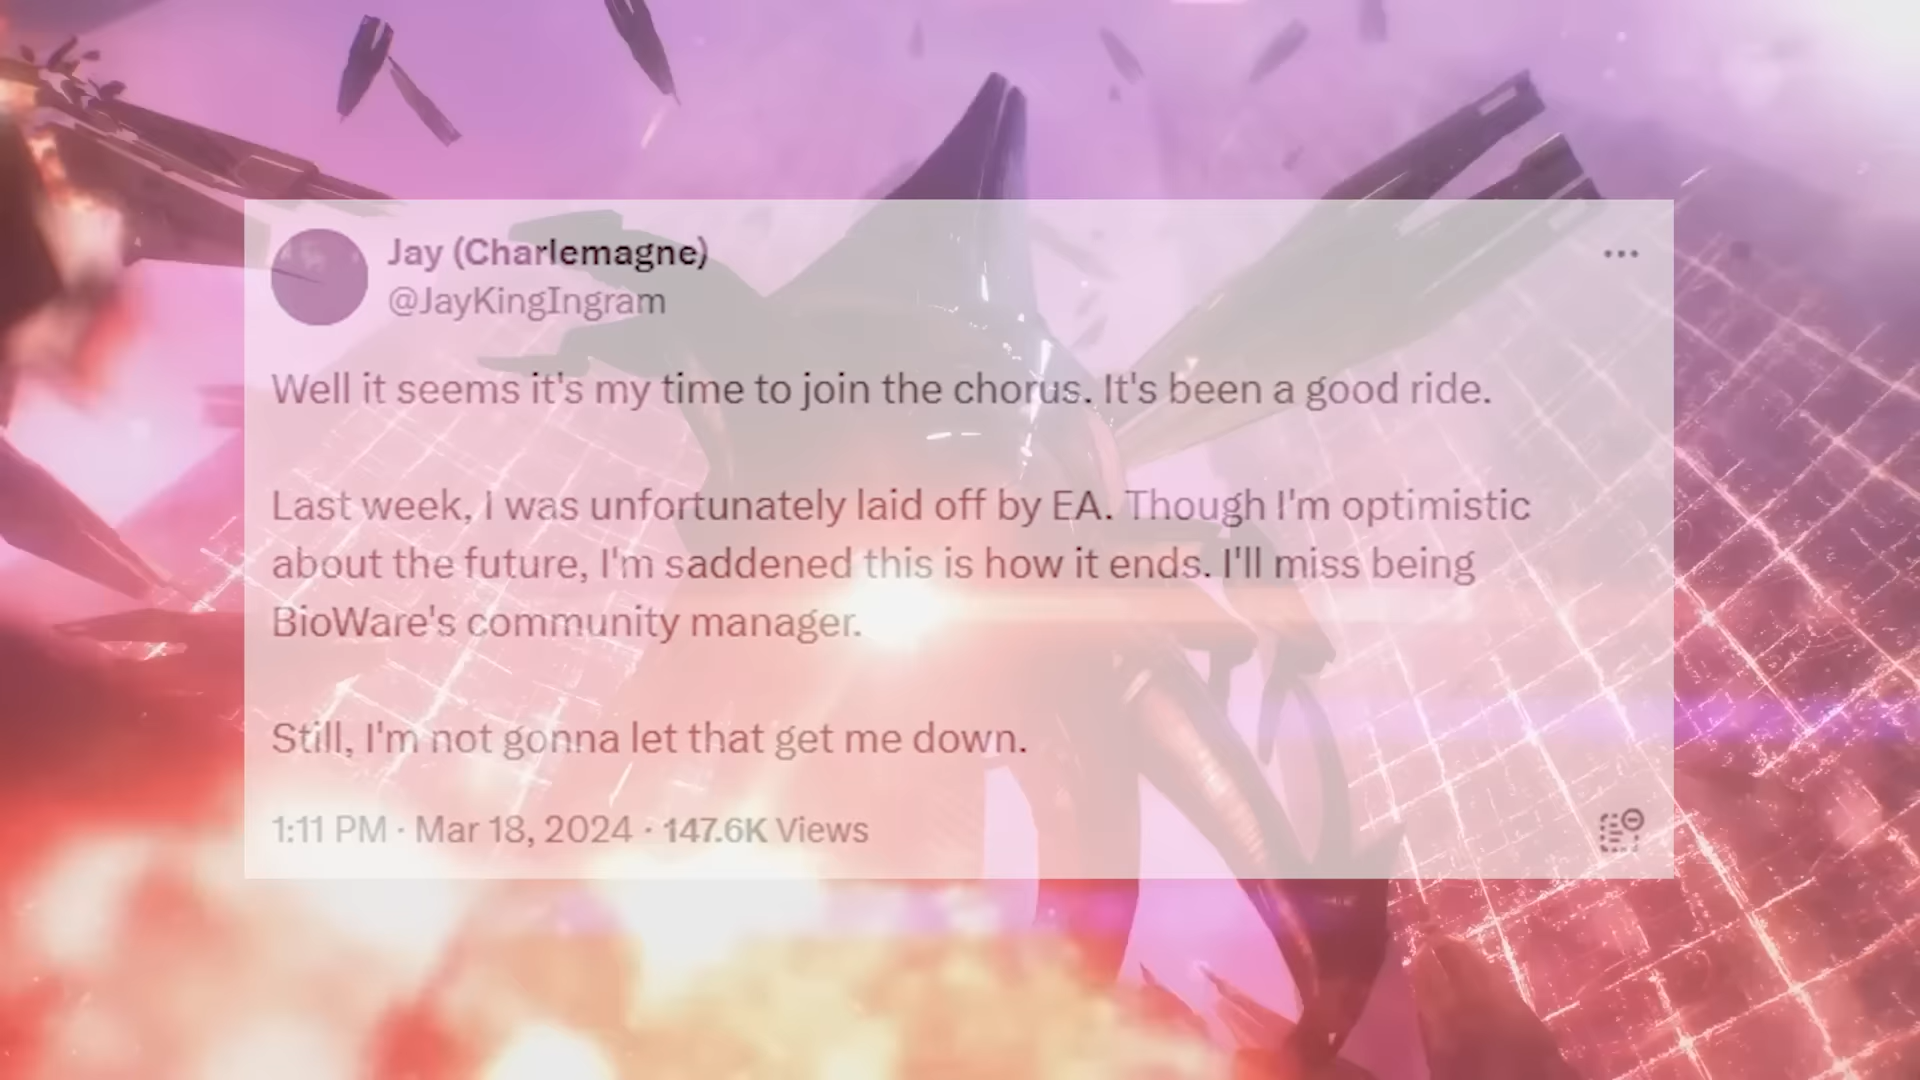 Jay (Charlemagne)
@JayKingIngram
Well it seems it's my time to join the chorus. It's been a good ride.
Last week, I was unfortunately laid off by EA. Though I'm optimistic
about the future, I'm saddened this is how it ends. I'll miss being
BioWare's community manager.
Still, I'm not gonna let that get me down.
1:11 PM · Mar 18, 2024 · 147.6K Views